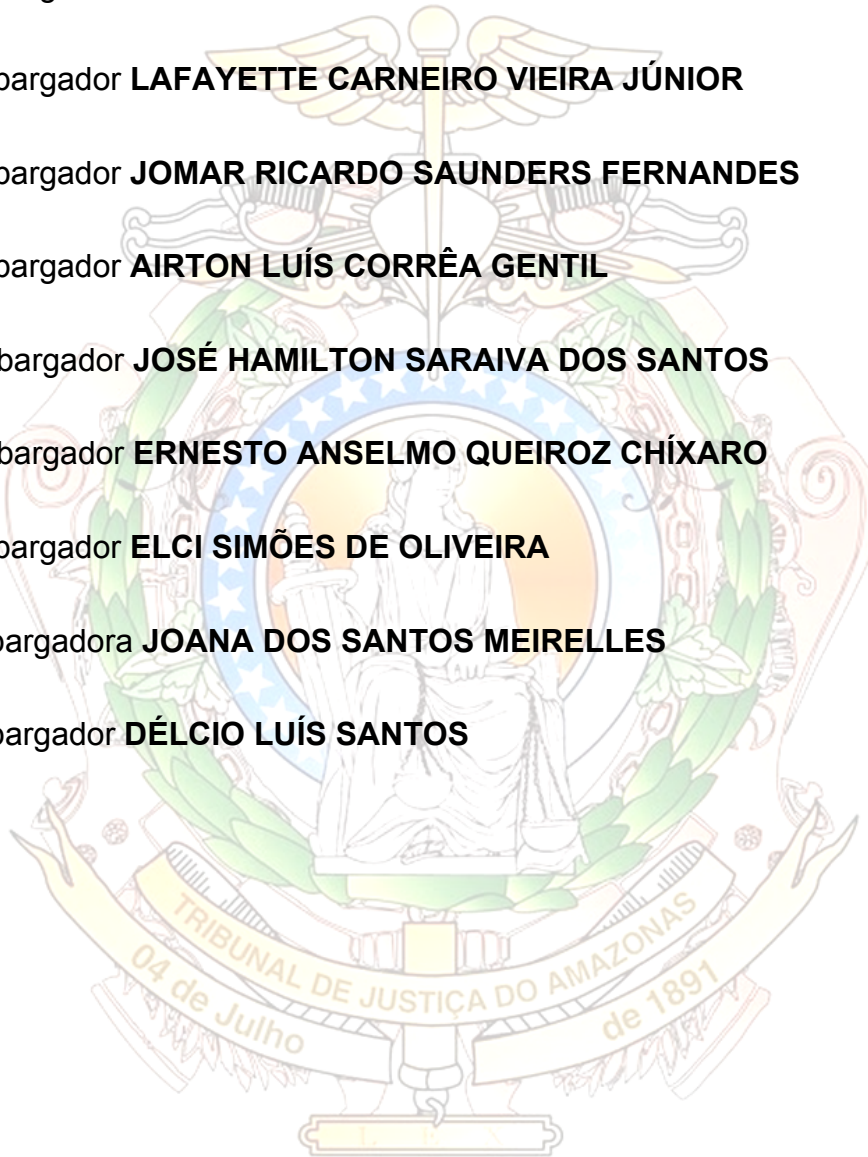 bargador LAFAYETTE CARNEIRO VIEIRA JÚNIOR
bargador JOMAR RICARDO SAUNDERS FERNANDES
bargador AIRTON LUÍS CORRÊA GENTIL
bargador JOSÉ HAMILTON SARAIVA DOS SANTOS
bargador ERNESTO ANSELMO QUEIROZ CHÍXARO
bargador ELCI SIMÕES DE OLIVEIRA
bargadora JOANA DOS SANTOS MEIRELLES
bargador DÉLCIO LUÍS SANTOS
TRIBUNAL DE JUSTIÇA DO AMAZONAS
04 de Julho de 1891